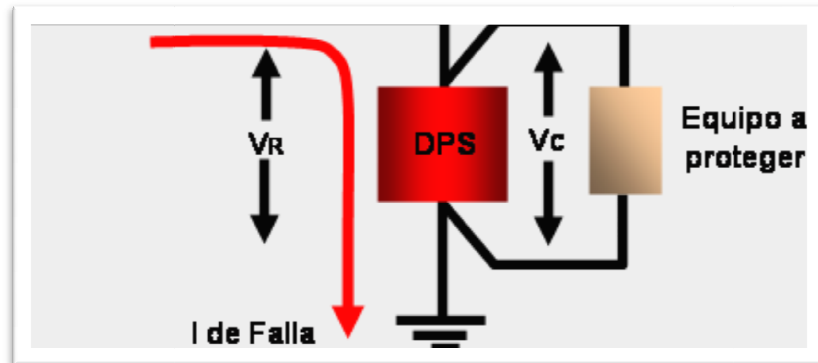 VR
DPS
Vc
Equipo a
proteger
I de Falla